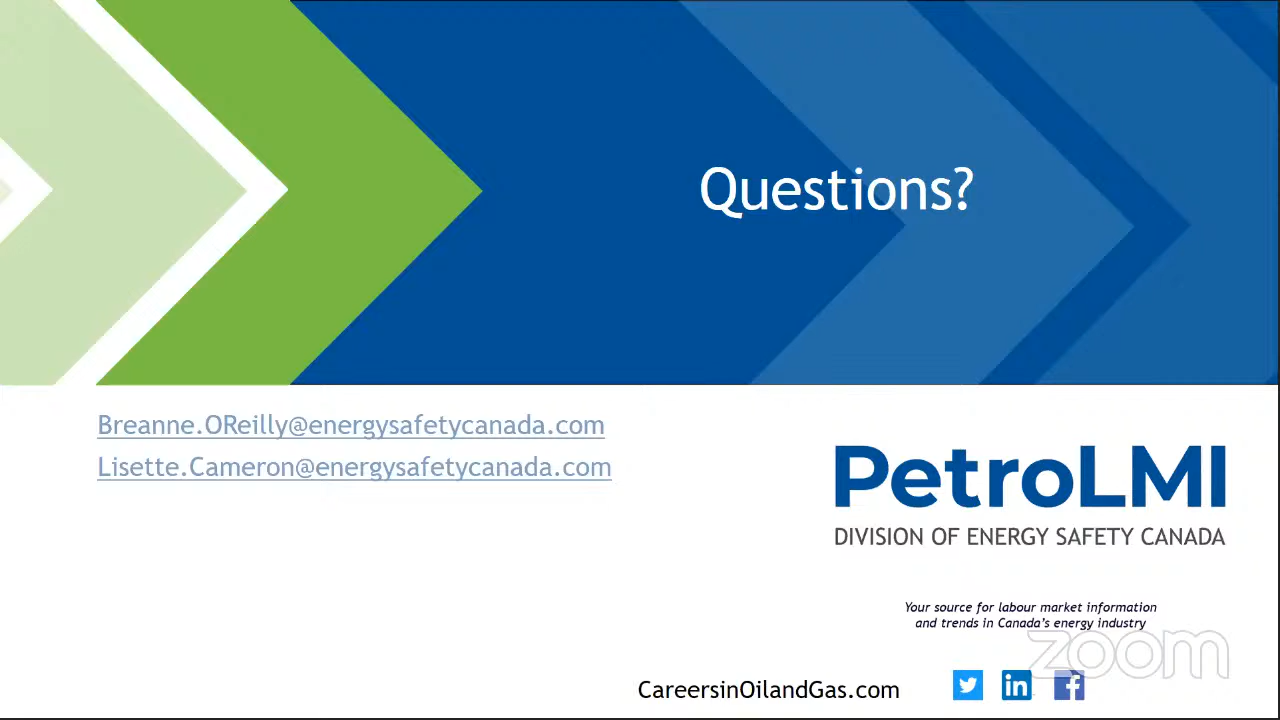 Questions?
Breanne.OReilly@energysafetycanada.com
Lisette.Cameron@energysafetycanada.com
PetroLMI
DIVISION OF ENERGY SAFETY CANADA
Your source for labour market information
and trends in Canada's energy industry
zoom
CareersinOilandGas.com